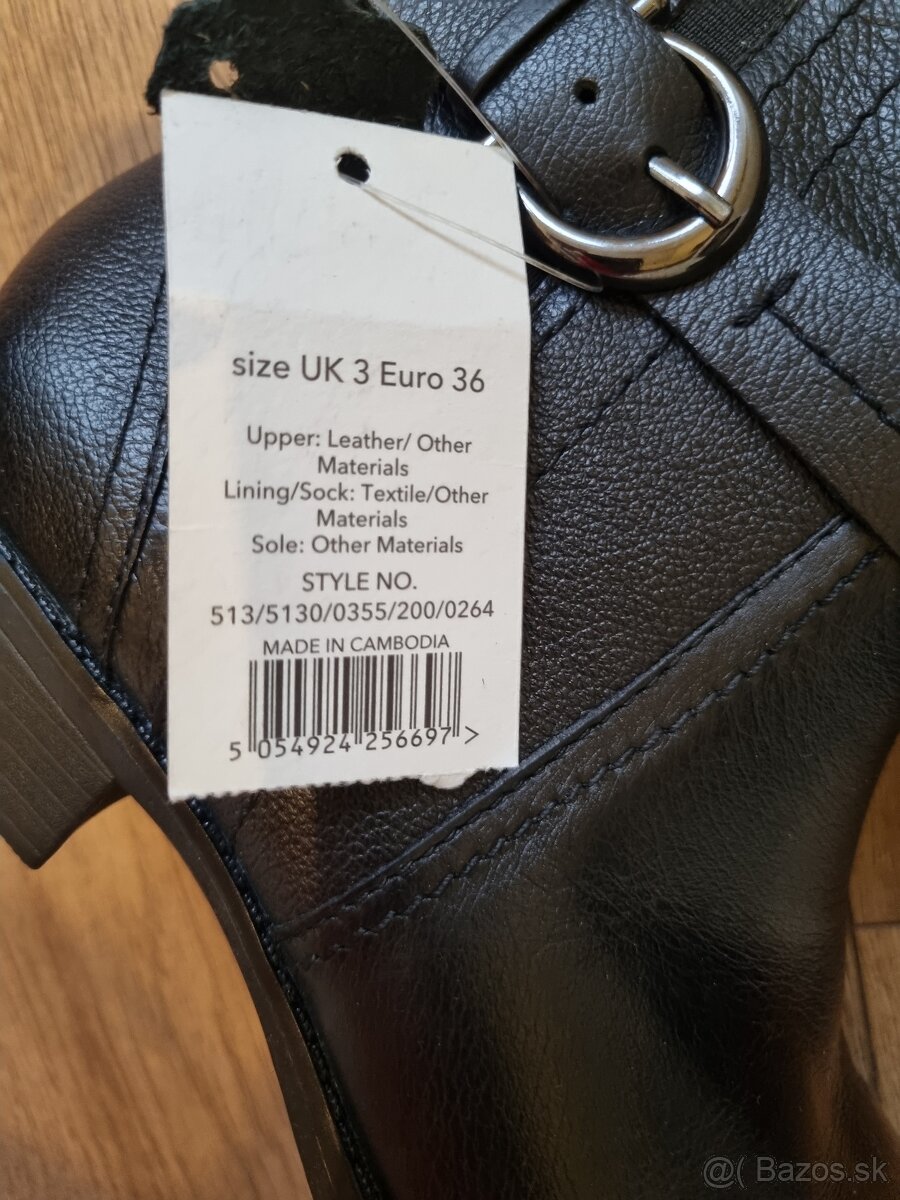 size UK 3 Euro 36
Upper: Leather/ Other
Materials
Lining/Sock: Textile/Other
Materials
Sole: Other Materials
STYLE NO.
513/5130/0355/200/0264
MADE IN CAMBODIA
5 054924 256697 >
@( Bazos.sk